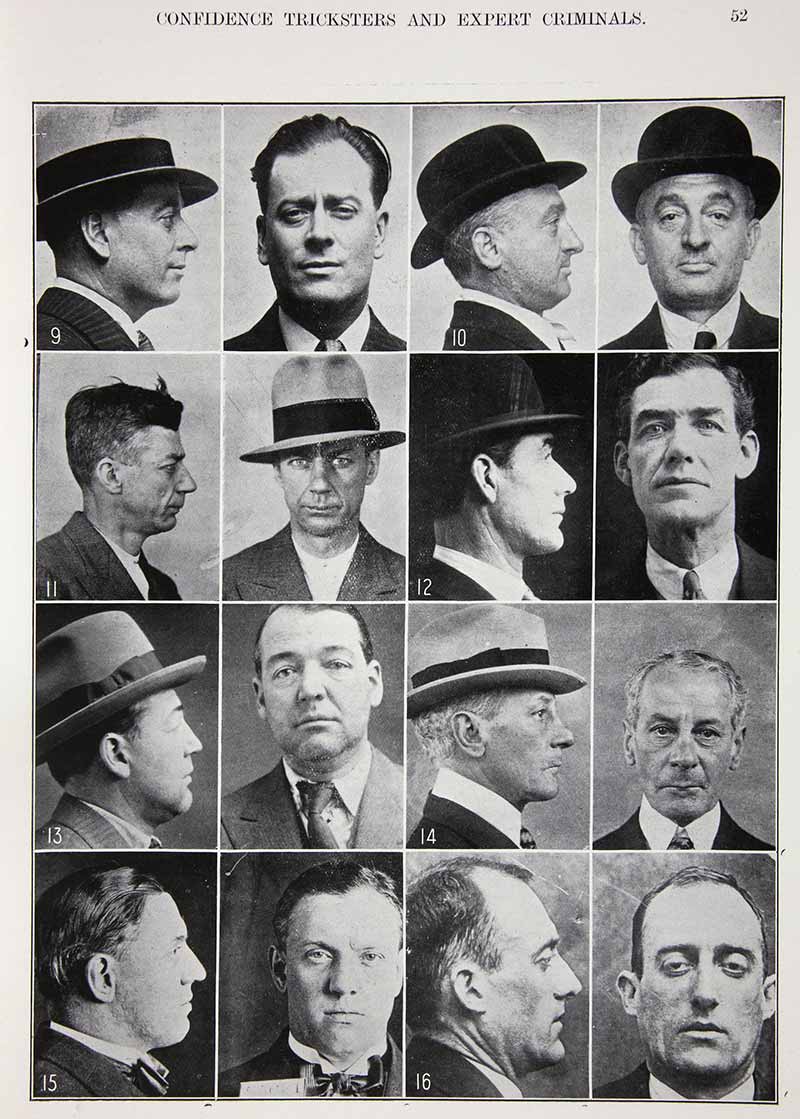 CONFIDENCE TRICKSTERS AND EXPERT CRIMINALS. 52
9 10
11 12
13 14
15 16